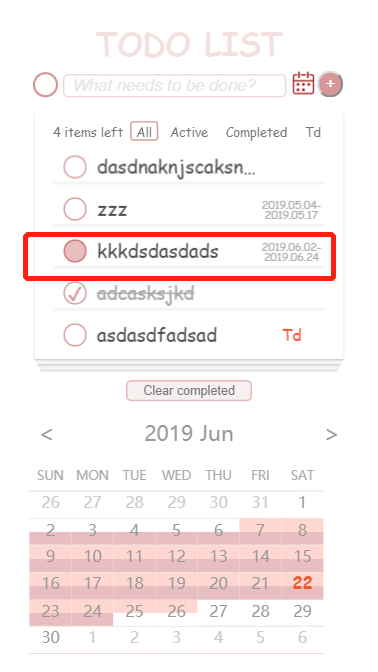 TODO LIST
What needs to be done? +
4 items left All Active Completed Td
dasdnaknjscaksn...
zzz 2019.05.04-
2019.05.17
kkkdsdasdads 2019.06.02-
2019.06.24
adcasksjkd
asdasdfadsad Td
Clear completed
< 2019 Jun >
SUN MON TUE WED THU FRI SAT
26 27 28 29 30 31 1
2 3 4 5 6 7 8
9 10 11 12 13 14 15
16 17 18 19 20 21 22
23 24 25 26 27 28 29
30 1 2 3 4 5 6